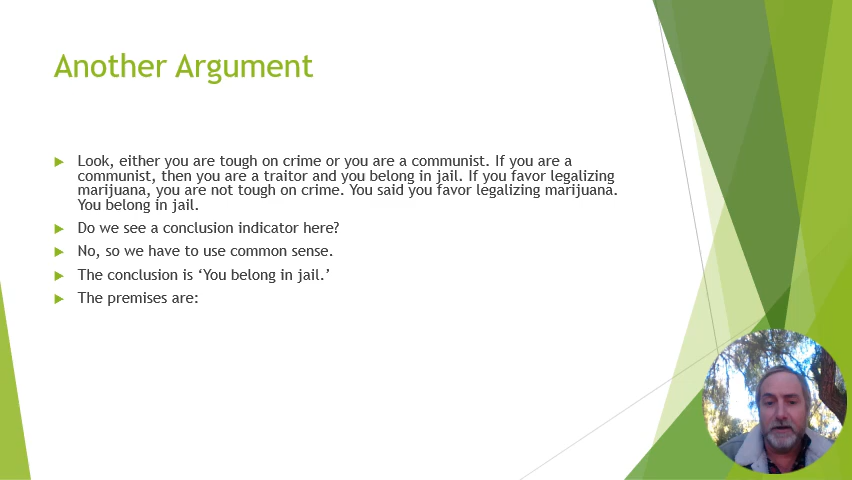 Another Argument
Look, either you are tough on crime or you are a communist. If you are a
communist, then you are a traitor and you belong in jail. If you favor legalizing
marijuana, you are not tough on crime. You said you favor legalizing marijuana.
You belong in jail.
Do we see a conclusion indicator here?
No, so we have to use common sense.
The conclusion is ‘You belong in jail.’
The premises are: